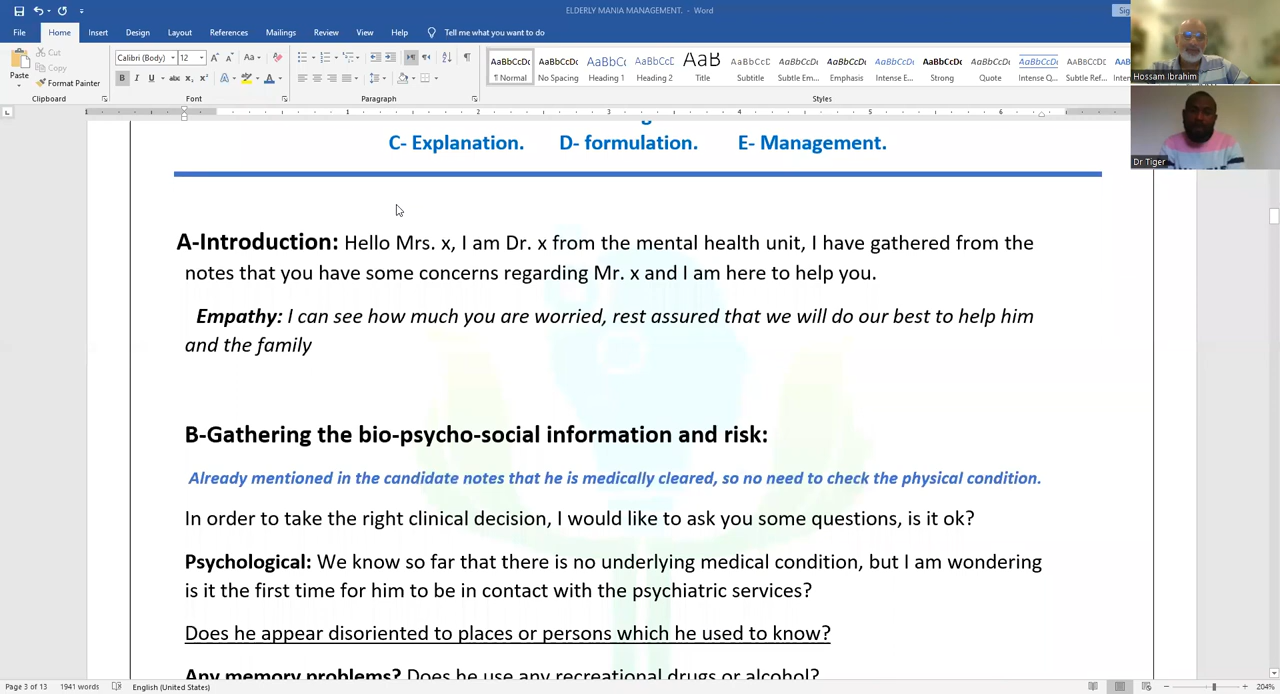 ELDERLY MANIA MANAGEMENT. - Word
File Home Insert Design Layout References Mailings Review View Help Tell me what you want to do
Paste
Cut
Copy
Format Painter
Calibri (Body) 12
Clipboard Font Paragraph Styles
AaBbCcDc AaBbCcDc AaBbCc AaBbCcC AaB AaBbCcC AaBbCcDc AaBbCcDc AaBbCcDc AaBbCcDc AaBbCcDc AaBbCcDc AaBbCcDc
¶ Normal No Spacing Heading 1 Heading 2 Title Subtitle Subtle Em... Emphasis Intense E... Strong Quote Intense Q... Subtle Ref...
Hossam Ibrahim
Dr Tiger
C- Explanation. D- formulation. E- Management.
A-Introduction: Hello Mrs. x, I am Dr. x from the mental health unit, I have gathered from the
notes that you have some concerns regarding Mr. x and I am here to help you.
Empathy: I can see how much you are worried, rest assured that we will do our best to help him
and the family
B-Gathering the bio-psycho-social information and risk:
Already mentioned in the candidate notes that he is medically cleared, so no need to check the physical condition.
In order to take the right clinical decision, I would like to ask you some questions, is it ok?
Psychological: We know so far that there is no underlying medical condition, but I am wondering
is it the first time for him to be in contact with the psychiatric services?
Does he appear disoriented to places or persons which he used to know?
Any memory problems? Does he use any recreational drugs or alcohol?
Page 3 of 13 1941 words English (United States) 204%